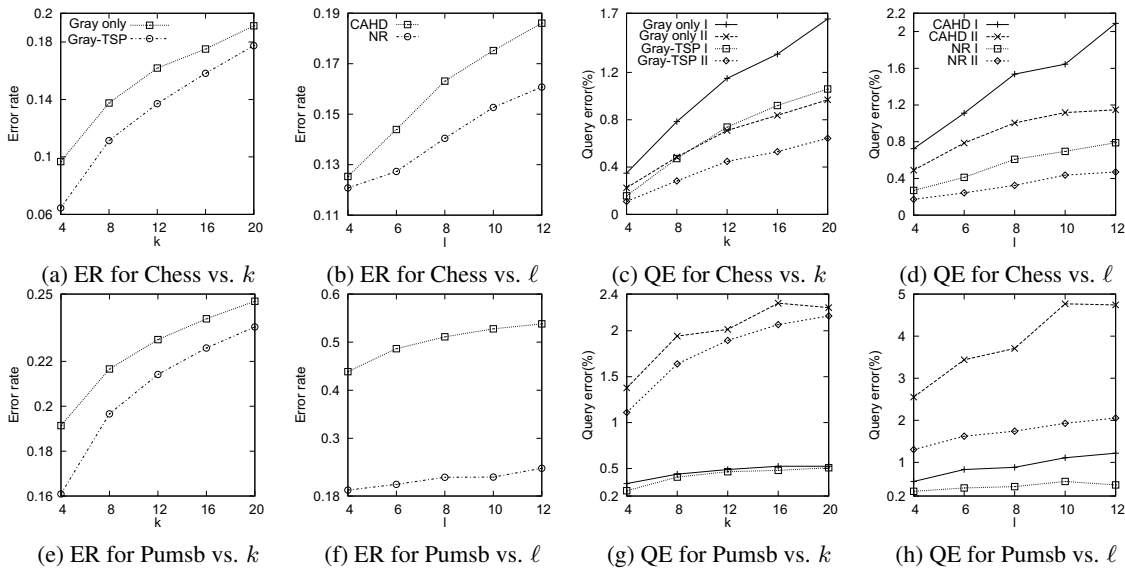 0.2
0.18
0.14
0.1
0.06
4 8 12 16 20
k
Error rate
Gray only
Gray-TSP
(a) ER for Chess vs. k
0.19
0.17
0.15
0.13
0.11
4 6 8 10 12
l
Error rate
CAHD
NR
(b) ER for Chess vs. ℓ
1.7
1.2
0.8
0.4
0
4 8 12 16 20
k
Query error(%)
Gray only I
Gray only II
Gray-TSP I
Gray-TSP II
(c) QE for Chess vs. k
2.2
2
1.6
1.2
0.8
0.4
0
4 6 8 10 12
l
Query error(%)
CAHD I
CAHD II
NR I
NR II
(d) QE for Chess vs. ℓ
0.25
0.22
0.2
0.18
0.16
4 8 12 16 20
k
Error rate
(e) ER for Pumsb vs. k
0.6
0.5
0.4
0.3
0.18
4 6 8 10 12
l
Error rate
(f) ER for Pumsb vs. ℓ
2.4
2
1.5
1
0.5
0.2
4 8 12 16 20
k
Query error(%)
(g) QE for Pumsb vs. k
5
4
3
2
1
0.2
4 6 8 10 12
l
Query error(%)
(h) QE for Pumsb vs. ℓ